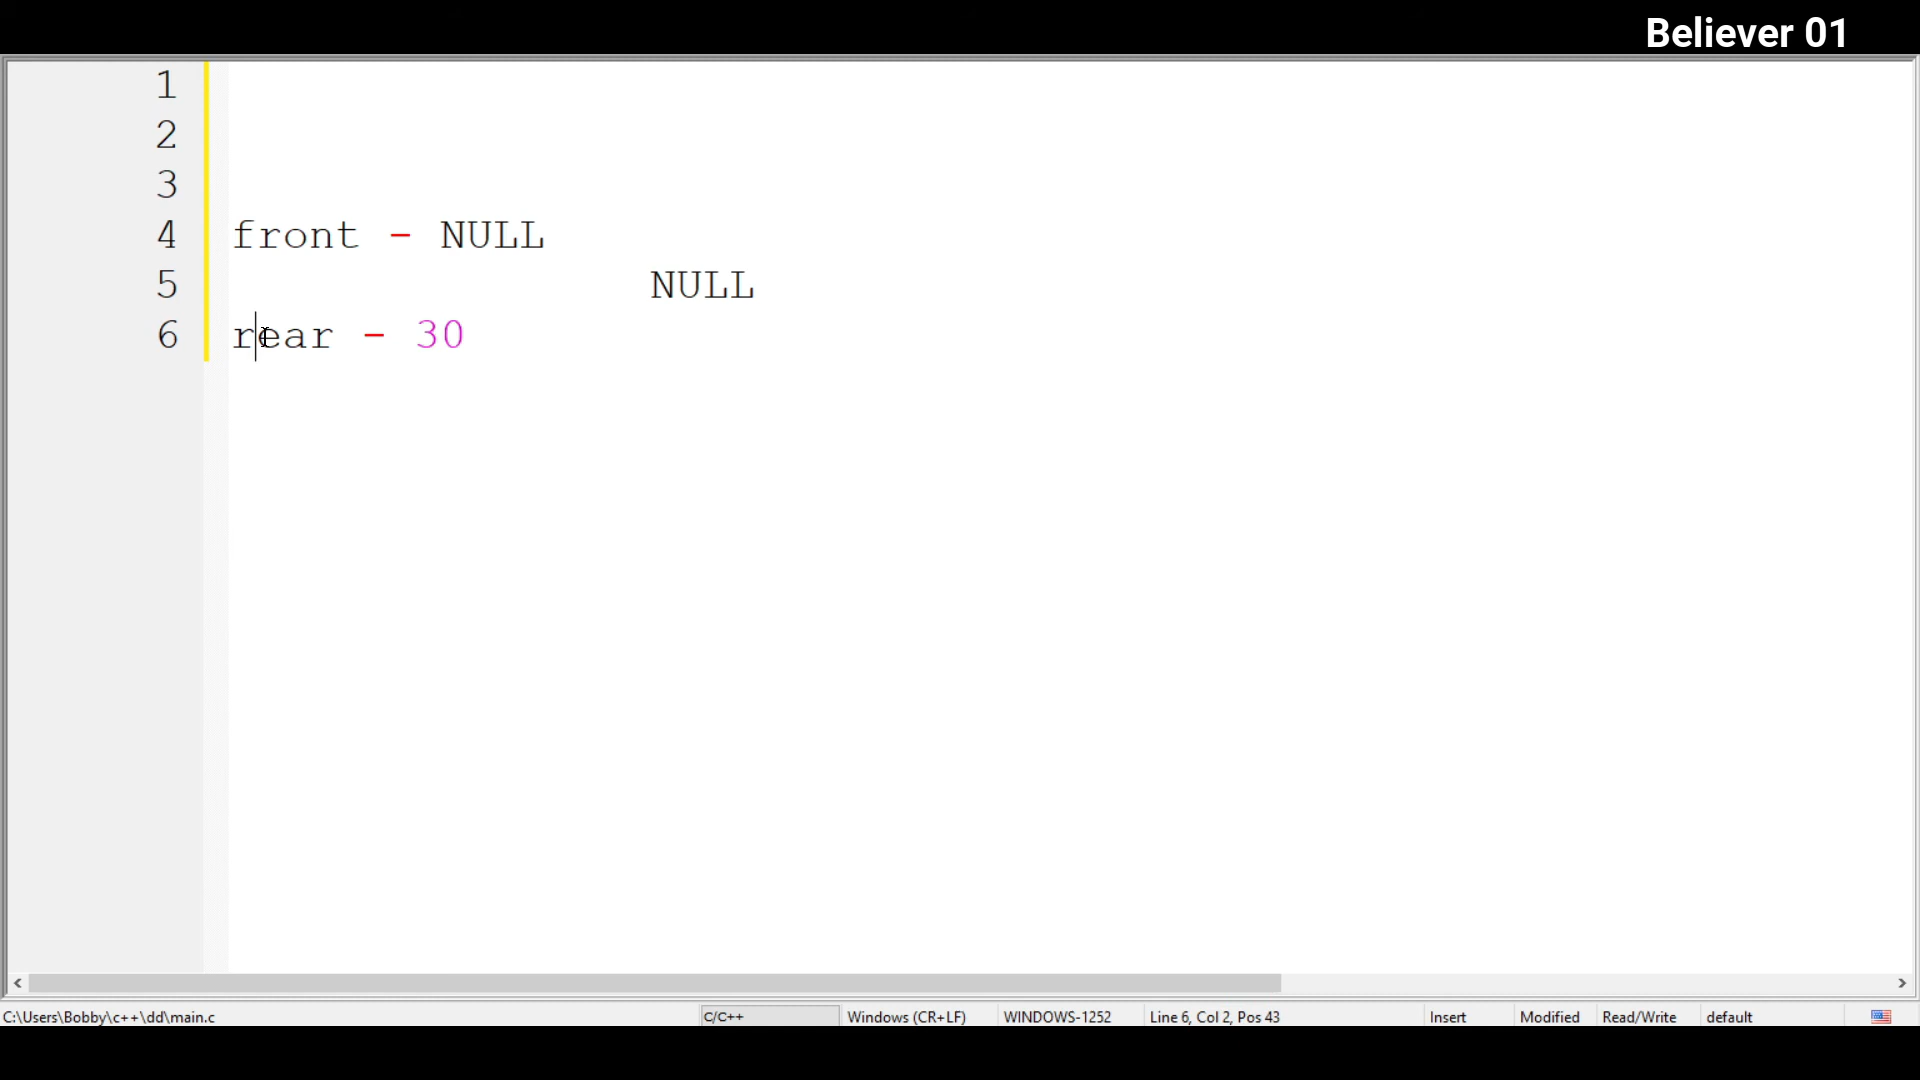 Believer 01
1
2
3
4 front - NULL
5 NULL
6 rear - 30
C:\Users\Bobby\c++\dd\main.c C/C++ Windows (CR+LF) WINDOWS-1252 Line 6, Col 2, Pos 43 Insert Modified Read/Write default